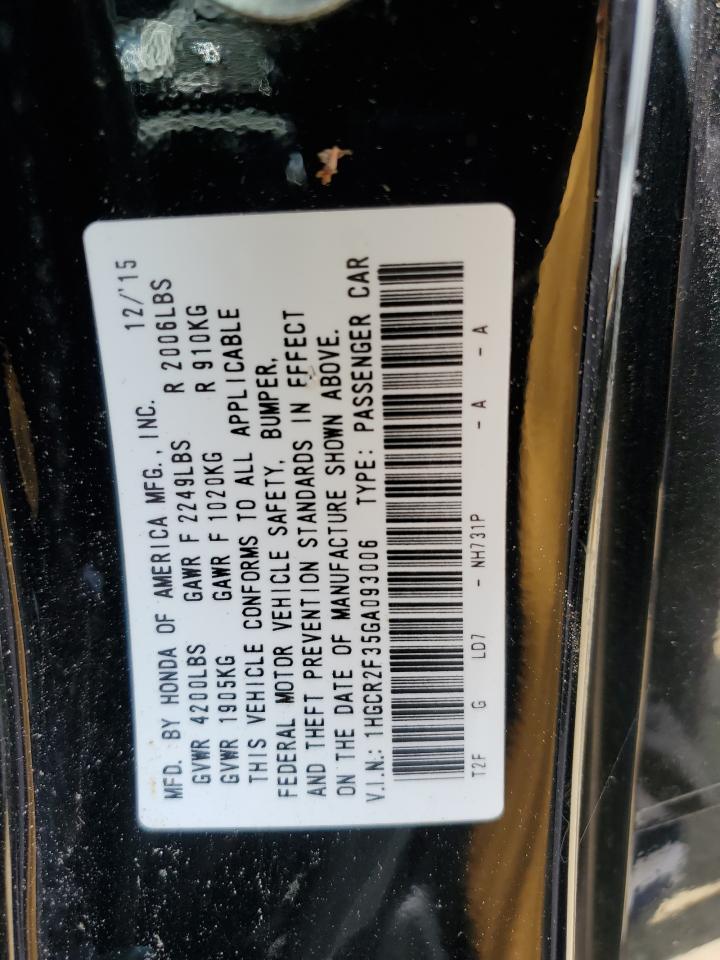 MFD. BY HONDA OF AMERICA MFG., INC. 12/'15
GVWR 4200LBS GAWR F 2249LBS R 2006LBS
GVWR 1905KG GAWR F 1020KG R 910KG
THIS VEHICLE CONFORMS TO ALL APPLICABLE
FEDERAL MOTOR VEHICLE SAFETY, BUMPER,
AND THEFT PREVENTION STANDARDS IN EFFECT
ON THE DATE OF MANUFACTURE SHOWN ABOVE.
V.I.N.: 1HGCR2F35GA093006 TYPE: PASSENGER CAR
T2F G LD7 - NH731P - A - A